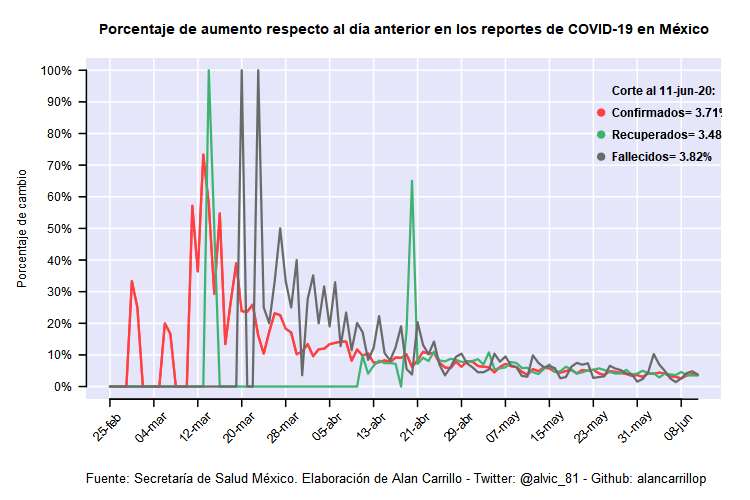 Porcentaje de aumento respecto al día anterior en los reportes de COVID-19 en México
Porcentaje de cambio
100%
90%
80%
70%
60%
50%
40%
30%
20%
10%
0%
Corte al 11-jun-20:
Confirmados= 3.71%
Recuperados= 3.48
Fallecidos= 3.82%
25-feb
04-mar
12-mar
20-mar
28-mar
05-abr
13-abr
21-abr
29-abr
07-may
15-may
23-may
31-may
08-jun
Fuente: Secretaría de Salud México. Elaboración de Alan Carrillo - Twitter: @alvic_81 - Github: alancarrillop